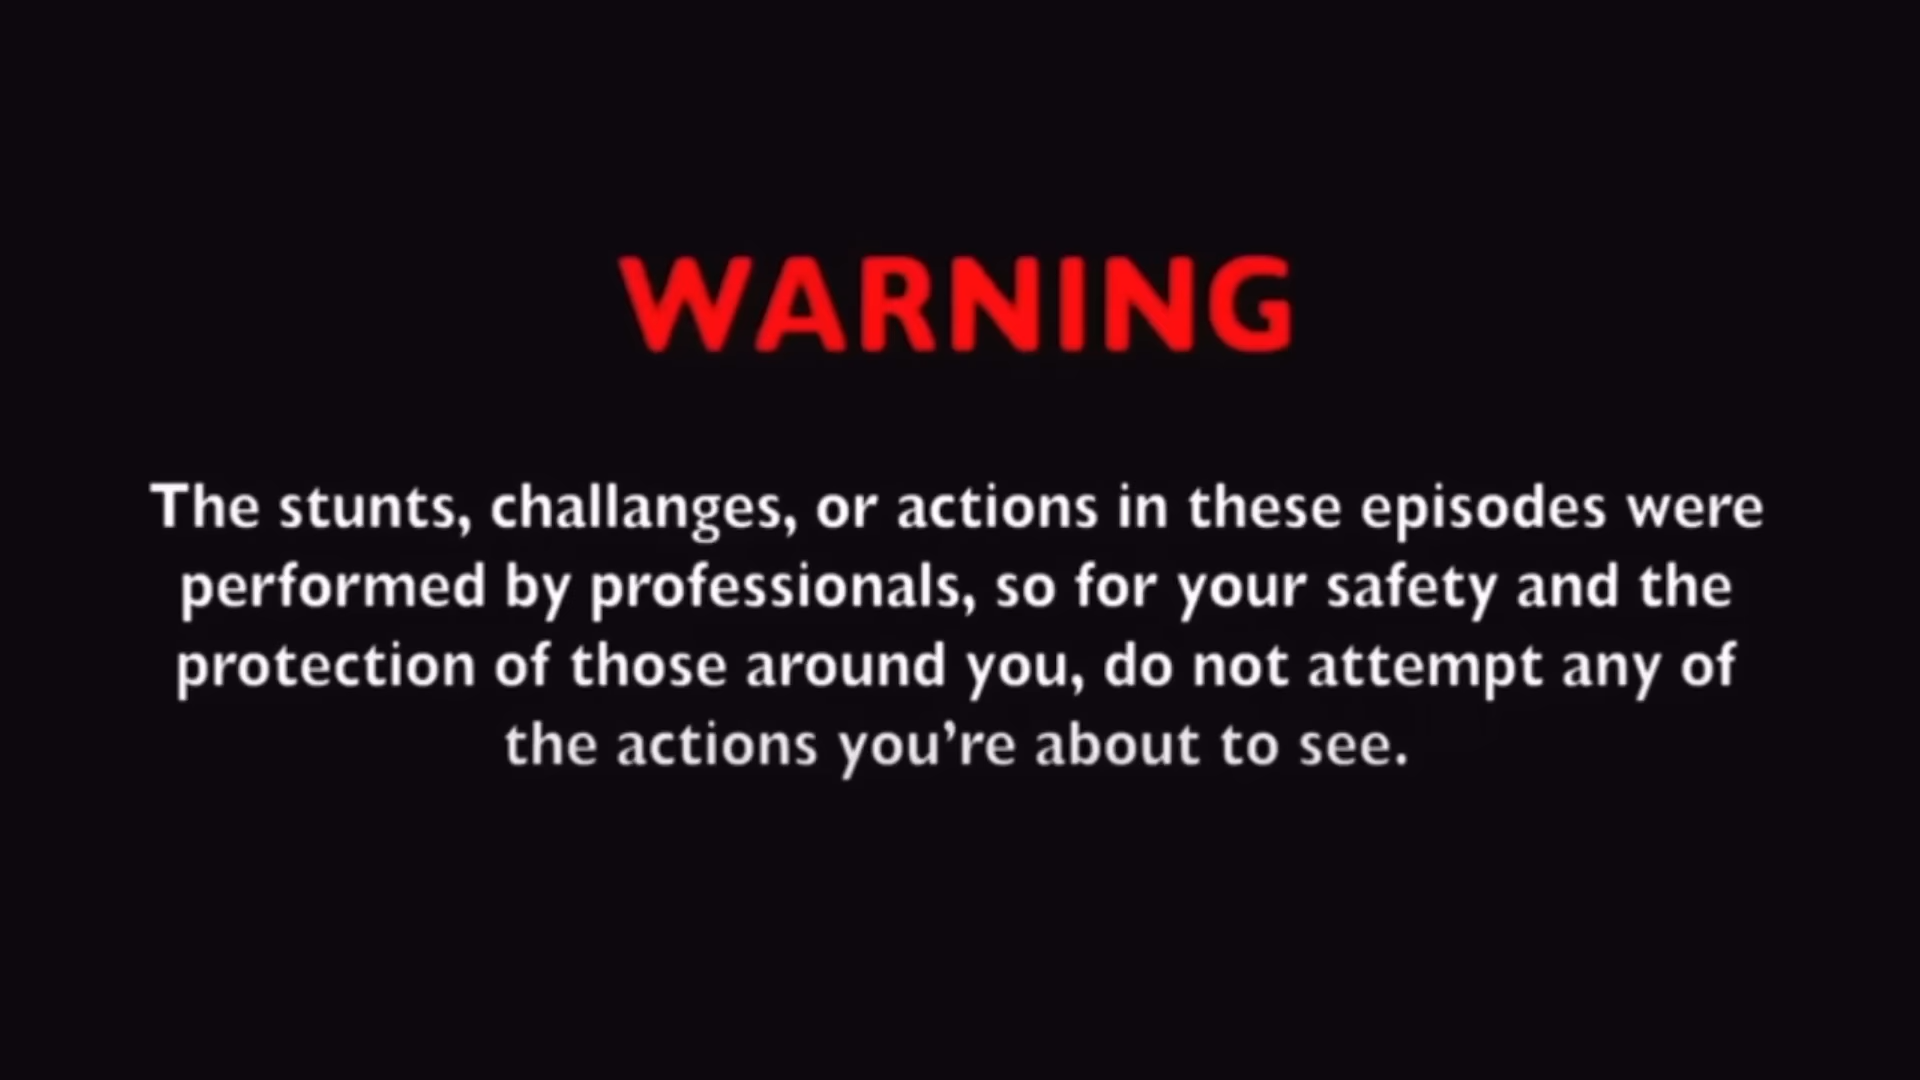 WARNING
The stunts, challanges, or actions in these episodes were
performed by professionals, so for your safety and the
protection of those around you, do not attempt any of
the actions you’re about to see.